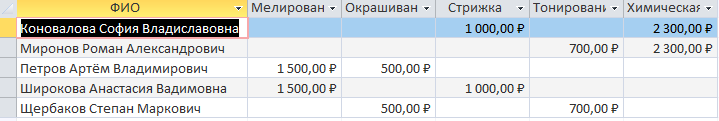 ФИО Мелирован Окрашиван Стрижка Тонировани Химическая
Коновалова София Владиславовна 1 000,00 ₽ 2 300,00 ₽
Миронов Роман Александрович 700,00 ₽ 2 300,00 ₽
Петров Артём Владимирович 1 500,00 ₽ 500,00 ₽
Широкова Анастасия Вадимовна 1 500,00 ₽ 1 000,00 ₽
Щербаков Степан Маркович 500,00 ₽ 700,00 ₽